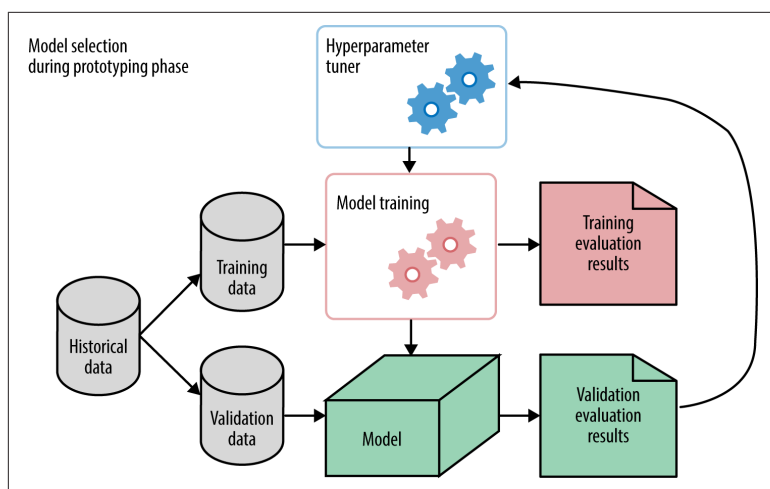 Model selection
during prototyping phase
Hyperparameter
tuner
Model training
Training
evaluation
results
Training
data
Historical
data
Validation
data
Model
Validation
evaluation
results